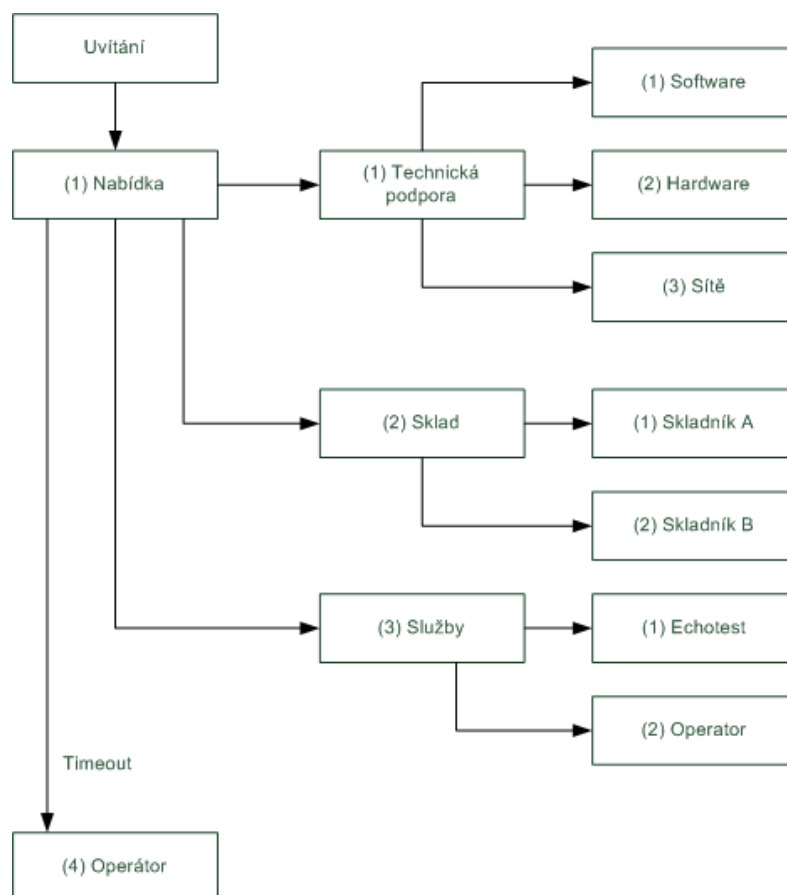 Uvítání
(1) Software
(1) Nabídka
(1) Technická
podpora
(2) Hardware
(3) Sítě
(2) Sklad
(1) Skladník A
(2) Skladník B
(3) Služby
(1) Echotest
(2) Operator
Timeout
(4) Operátor